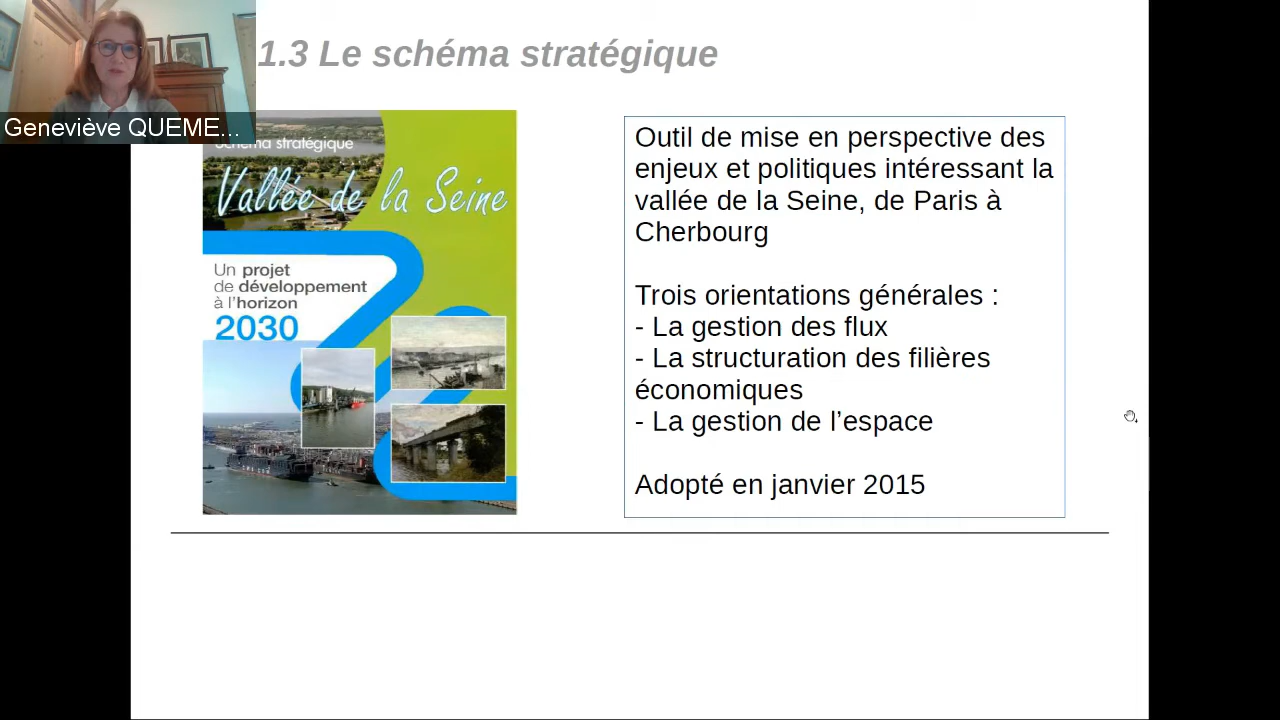 1.3 Le schéma stratégique
Geneviève QUEME...
Schéma stratégique
Vallée de la Seine
Un projet
de développement
à l'horizon
2030
Outil de mise en perspective des
enjeux et politiques intéressant la
vallée de la Seine, de Paris à
Cherbourg
Trois orientations générales :
- La gestion des flux
- La structuration des filières
économiques
- La gestion de l’espace
Adopté en janvier 2015